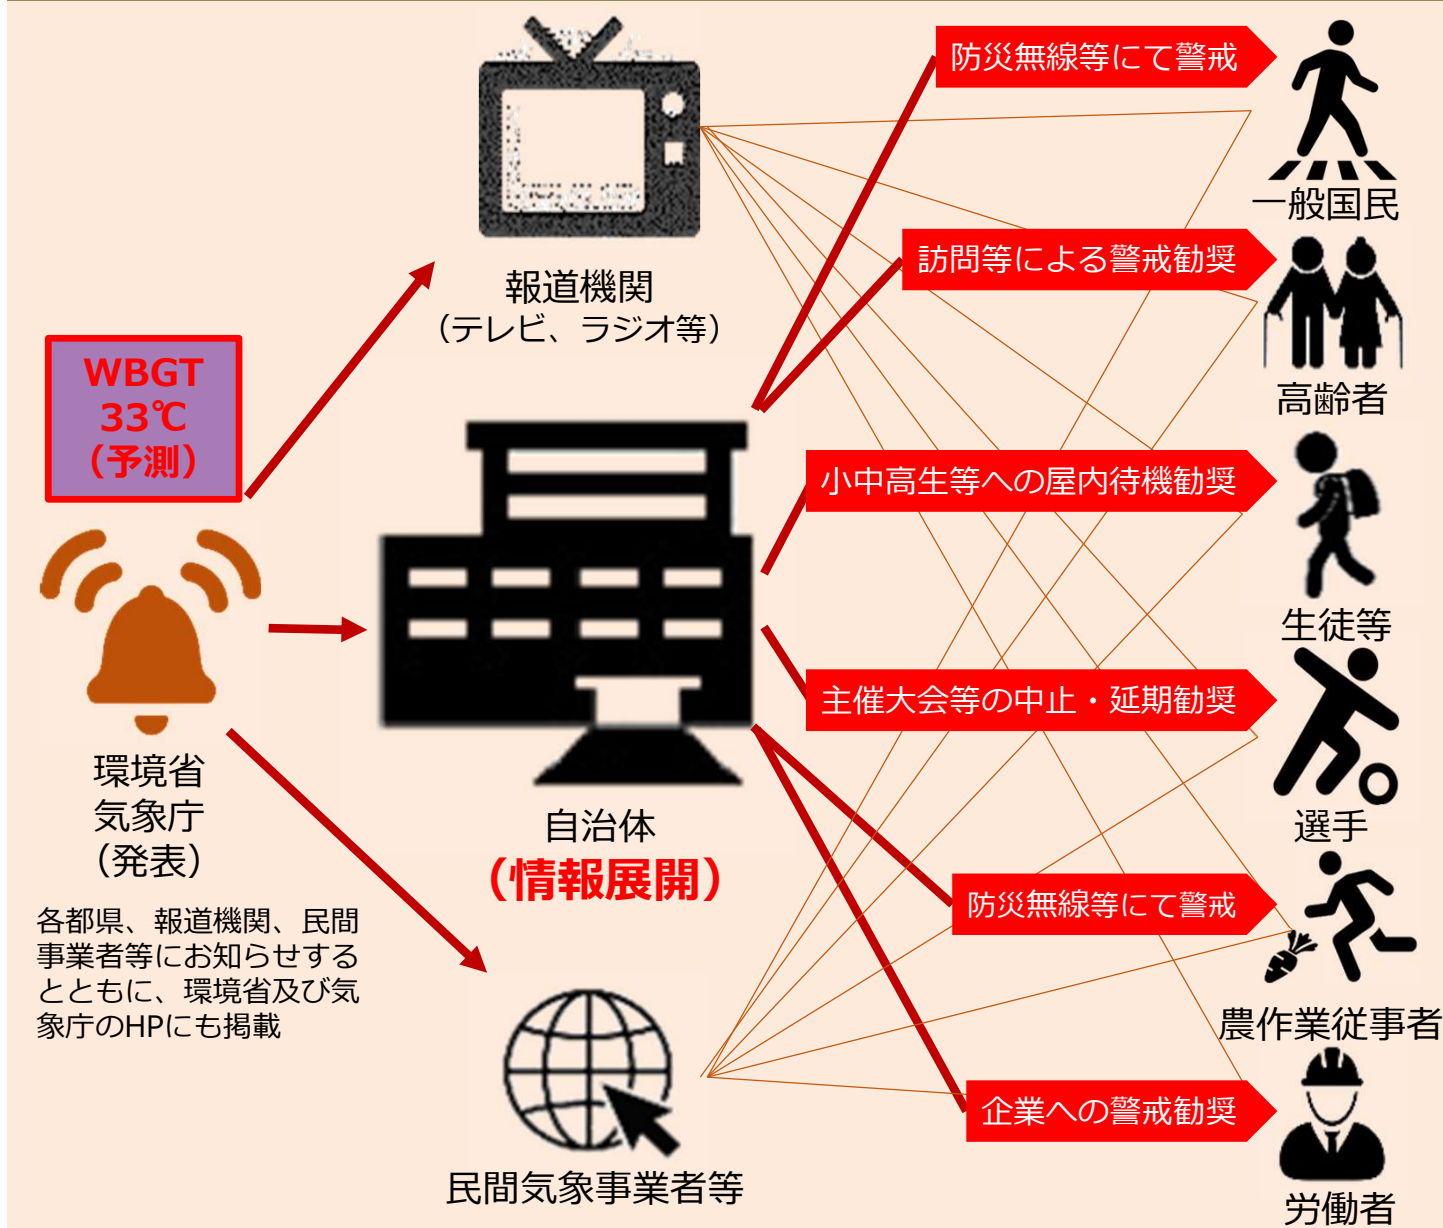 WBGT
33℃
（予測）
環境省
気象庁
（発表）
各都県、報道機関、民間
事業者等にお知らせする
とともに、環境省及び気
象庁のHPにも掲載
報道機関
（テレビ、ラジオ等）
自治体
（情報展開）
民間気象事業者等
防災無線等にて警戒
訪問等による警戒勧奨
小中高生等への屋内待機勧奨
主催大会等の中止・延期勧奨
防災無線等にて警戒
企業への警戒勧奨
一般国民
高齢者
生徒等
選手
農作業従事者
労働者